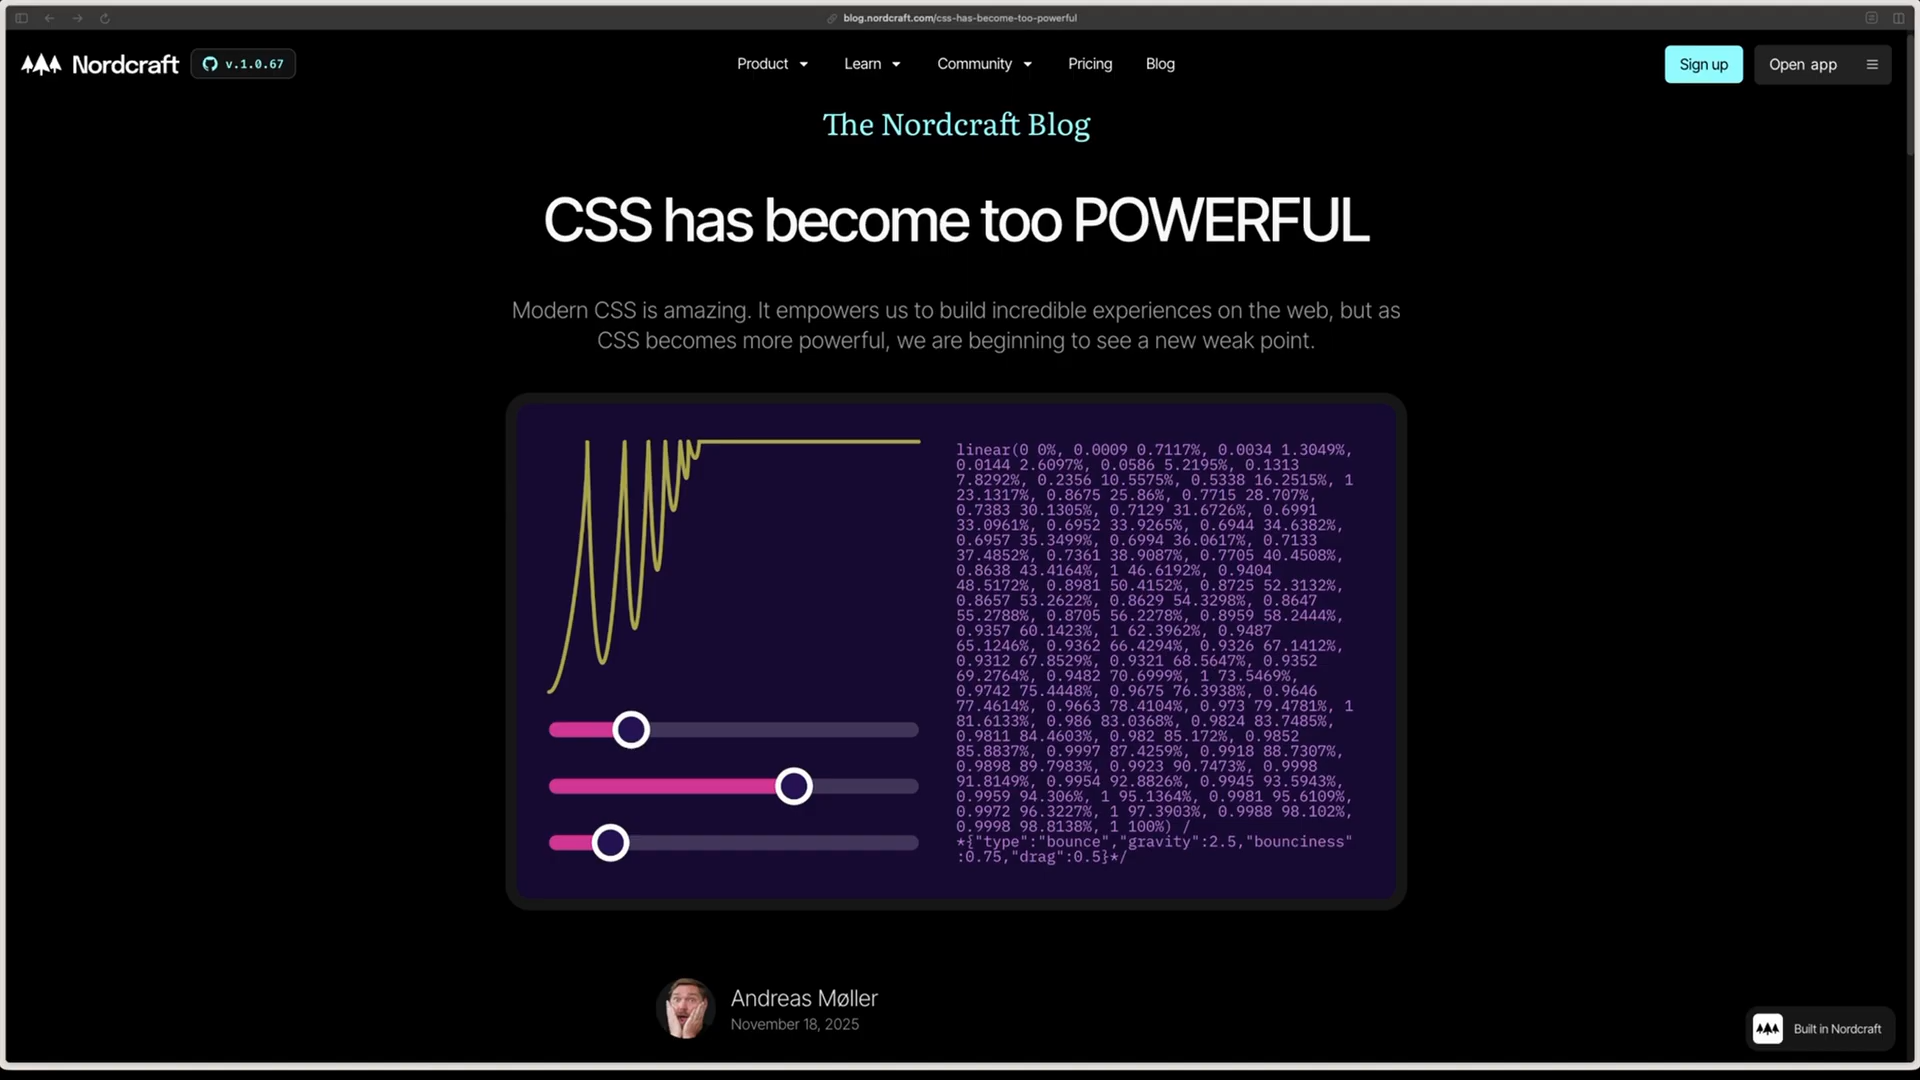 blog.nordcraft.com/css-has-become-too-powerful
Nordcraft
v.1.0.67
Product
Learn
Community
Pricing
Blog
Sign up
Open app
The Nordcraft Blog
CSS has become too POWERFUL
Modern CSS is amazing. It empowers us to build incredible experiences on the web, but as
CSS becomes more powerful, we are beginning to see a new weak point.
linear(0 0%, 0.0009 0.7117%, 0.0034 1.3049%,
0.0144 2.6097%, 0.0586 5.2195%, 0.1313
7.8292%, 0.2356 10.5575%, 0.5338 16.2515%, 1
23.1317%, 0.8675 25.86%, 0.7715 28.707%,
0.7383 30.1305%, 0.7129 31.6726%, 0.6991
33.0961%, 0.6952 33.9265%, 0.6944 34.6382%,
0.6957 35.3499%, 0.6994 36.0617%, 0.7133
37.4852%, 0.7361 38.9087%, 0.7705 40.4508%,
0.8638 43.4164%, 1 46.6192%, 0.9404
48.5172%, 0.8981 50.4152%, 0.8725 52.3132%,
0.8657 53.2622%, 0.8629 54.3298%, 0.8647
55.2788%, 0.8705 56.2278%, 0.8959 58.2444%,
0.9357 60.1423%, 1 62.3962%, 0.9487
65.1246%, 0.9362 66.4294%, 0.9326 67.1412%,
0.9312 67.8529%, 0.9321 68.5647%, 0.9352
69.2764%, 0.9482 70.6999%, 1 73.5469%,
0.9742 75.4448%, 0.9675 76.3938%, 0.9646
77.4614%, 0.9663 78.4104%, 0.973 79.4781%, 1
81.6133%, 0.986 83.0368%, 0.9824 83.7485%,
0.9811 84.4603%, 0.982 85.172%, 0.9852
85.8837%, 0.9997 87.4259%, 0.9918 88.7307%,
0.9898 89.7983%, 0.9923 90.7473%, 0.9998
91.8149%, 0.9954 92.8826%, 0.9945 93.5943%,
0.9959 94.306%, 1 95.1364%, 0.9981 95.6109%,
0.9972 96.3227%, 1 97.3903%, 0.9988 98.102%,
0.9998 98.8138%, 1 100%) /
*{"type":"bounce","gravity":2.5,"bounciness"
:0.75,"drag":0.5}*/
Andreas Møller
November 18, 2025
Built in Nordcraft